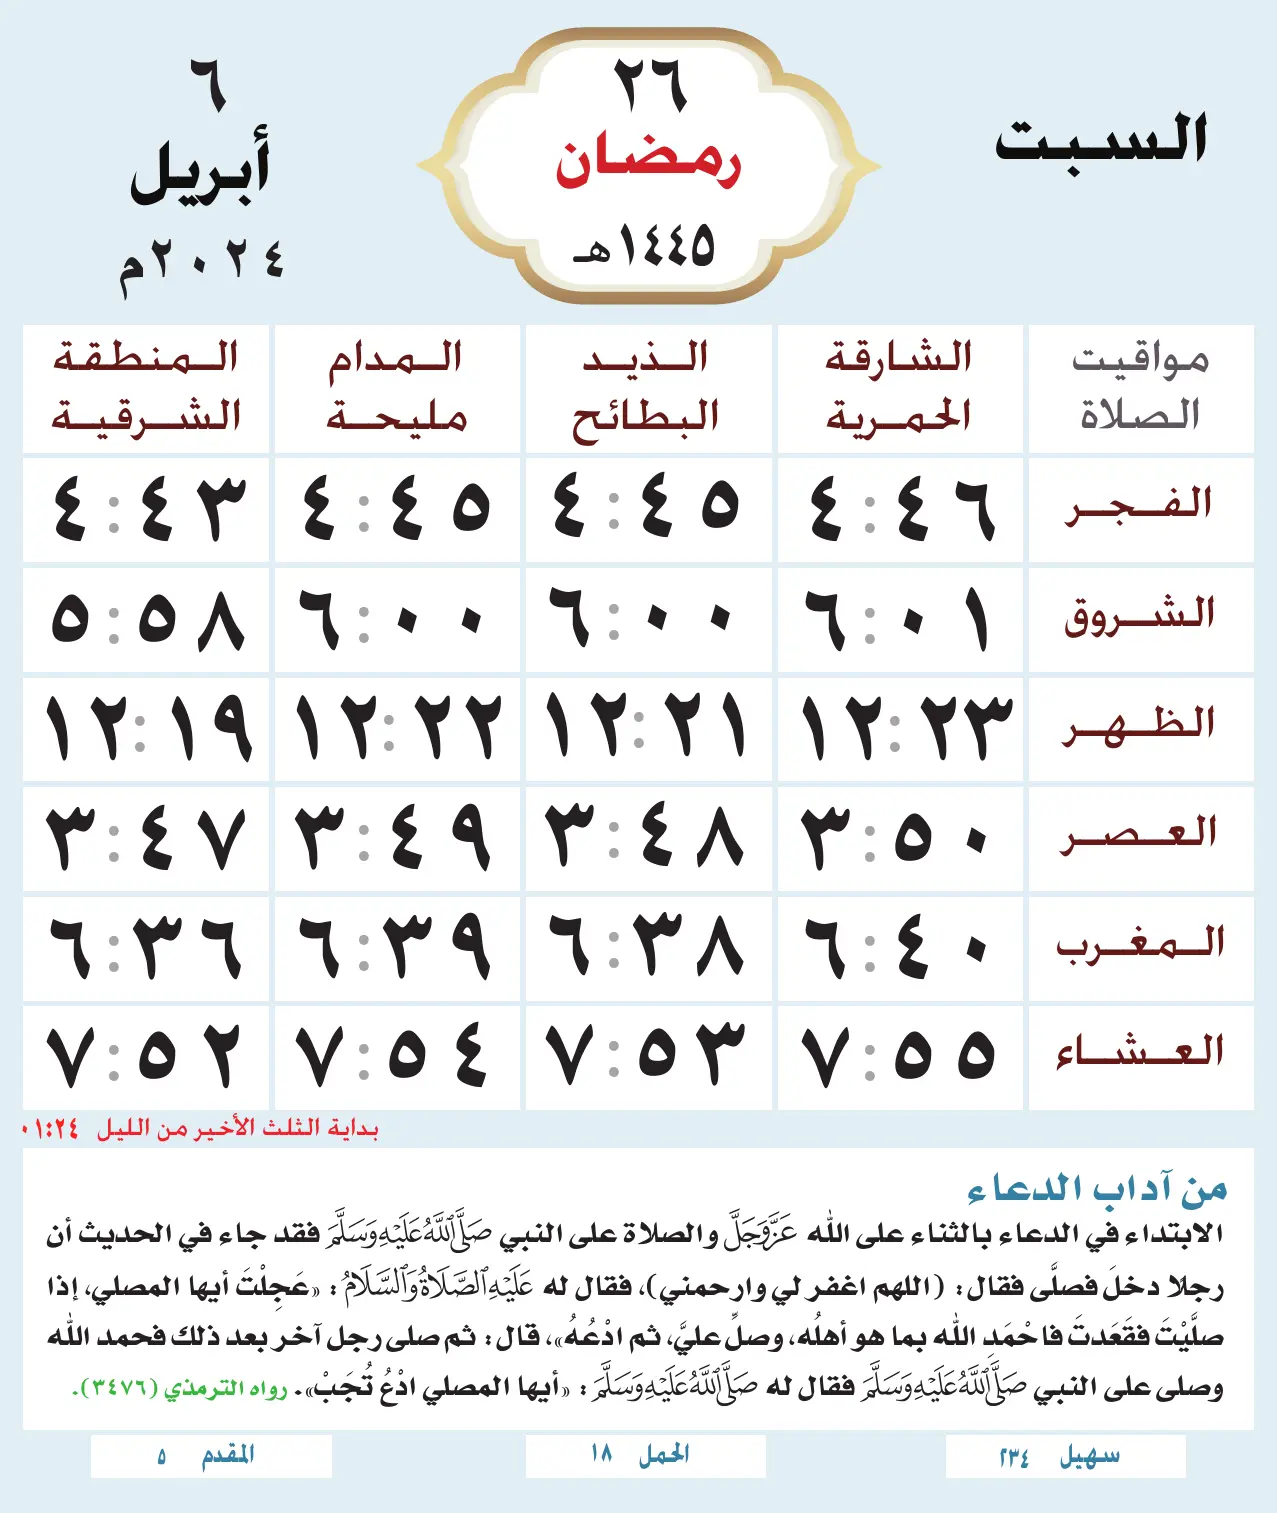 السبت
٢٦
رمضان
١٤٤٥هـ
٦
أبريل
٢٠٢٤م
مواقيت الصلاة
الشارقة الحمرية
الذيد البطائح
المدام مليحة
المنطقة الشرقية
الفجر ٤:٤٦ ٤:٤٥ ٤:٤٥ ٤:٤٣
الشروق ٦:٠١ ٦:٠٠ ٦:٠٠ ٥:٥٨
الظهر ١٢:٢٣ ١٢:٢١ ١٢:٢٢ ١٢:١٩
العصر ٣:٥٠ ٣:٤٨ ٣:٤٩ ٣:٤٧
المغرب ٦:٤٠ ٦:٣٨ ٦:٣٩ ٦:٣٦
العشاء ٧:٥٥ ٧:٥٣ ٧:٥٤ ٧:٥٢
بداية الثلث الأخير من الليل ٠١:٢٤
من آداب الدعاء
الابتداء في الدعاء بالثناء على الله عَزَّوَجَلَّ والصلاة على النبي صَلَّى ٱللَّهُ عَلَيْهِ وَسَلَّمَ فقد جاء في الحديث أن
رجلا دخلَ فصلَّى فقال: (اللهم اغفر لي وارحمني)، فقال له عَلَيْهِ ٱلصَّلَاةُ وَٱلسَّلَامُ: «عَجِلْتَ أيها المصلي، إذا
صلَّيْتَ فقَعَدتَ فاحْمَدِ الله بما هو أهلُه، وصلِّ عليَّ، ثم ادْعُهُ»، قال: ثم صلى رجل آخر بعد ذلك فحمد الله
وصلى على النبي صَلَّى ٱللَّهُ عَلَيْهِ وَسَلَّمَ فقال له صَلَّى ٱللَّهُ عَلَيْهِ وَسَلَّمَ: «أيها المصلي ادْعُ تُجَبْ». رواه الترمذي (٣٤٧٦).
سهيل ٢٣٤
الحمل ١٨
المقدم ٥